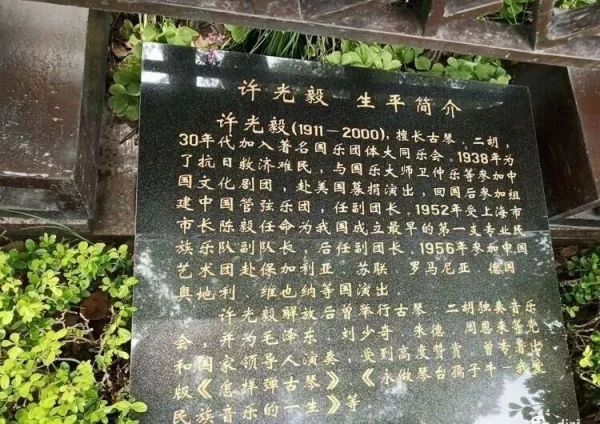 许光毅 生平简介
许光毅(1911-2000),擅长古琴、二胡,
30年代加入著名国乐团体大同乐会。1938年为
了抗日救济难民,与国乐大师卫仲乐等参加中
国文化剧团,赴美国募捐演出,回国后参加组
建中国管弦乐团,任副团长。1952年受上海市
市长陈毅任命为我国成立最早的第一支专业民
族乐队副队长,后任副团长,1956年参加中国
艺术团赴保加利亚、苏联、罗马尼亚、德国
奥地利、维也纳等国演出
许光毅解放后曾举行古琴、二胡独奏音乐
会,并为毛泽东、刘少奇、朱德、周恩来等党
和国家领导人演奏,受到高度赞赏,曾专著出
版《怎样弹古琴》、《永做琴台孺子牛—我爱
民族音乐的一生》等.
dizi